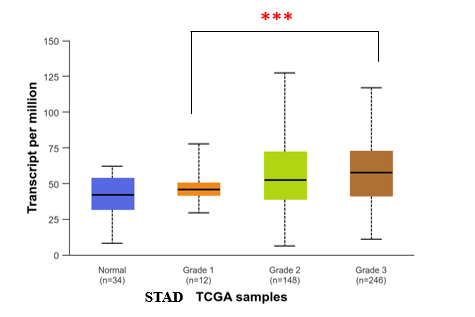 ***
150
125
100
75
50
25
0
Transcript per million
Normal
(n=34)
Grade 1
(n=12)
Grade 2
(n=148)
Grade 3
(n=246)
STAD TCGA samples